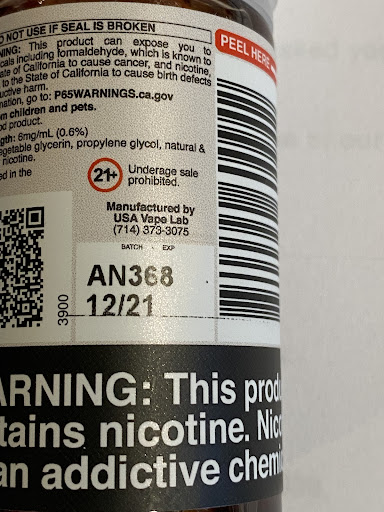 O NOT USE IF SEAL IS BROKEN
NING: This product can expose you to
cals including formaldehyde, which is known to
ate of California to cause cancer, and nicotine,
to the State of California to cause birth defects
uctive harm.
mation, go to: P65WARNINGS.ca.gov
m children and pets.
d product.
gth: 6mg/mL (0.6%)
egetable glycerin, propylene glycol, natural &
nicotine.
ed in the
PEEL HERE
21+
Underage sale
prohibited.
Manufactured by
USA Vape Lab
(714) 373-3075
BATCH EXP
AN368
12/21
3900
ARNING: This produ
tains nicotine. Nico
an addictive chemi